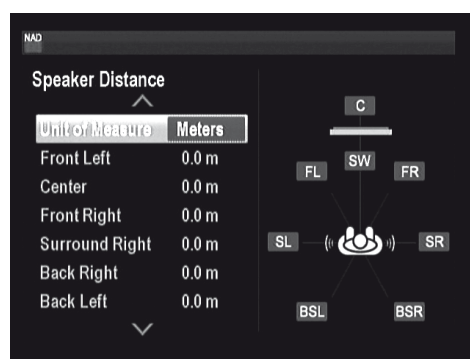 NAD
Speaker Distance
Unit of Measure Meters
Front Left 0.0 m
Center 0.0 m
Front Right 0.0 m
Surround Right 0.0 m
Back Right 0.0 m
Back Left 0.0 m
C
SW
FL FR
SL SR
BSL BSR